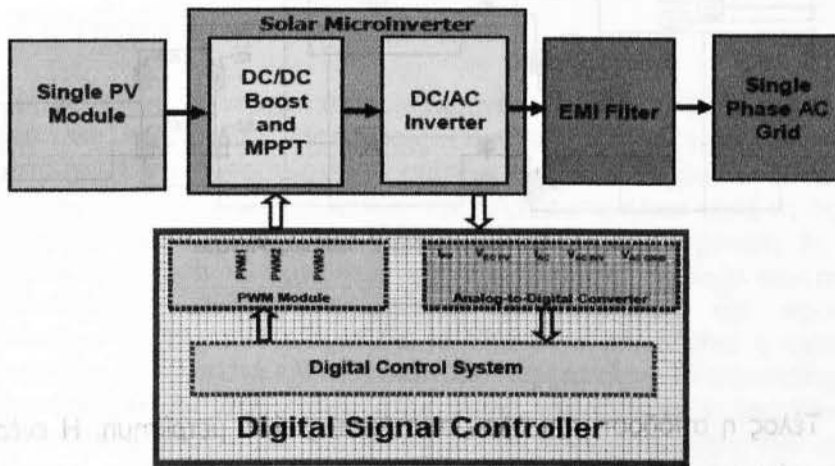 Solar Microinverter
Single PV
Module
DC/DC
Boost
and
MPPT
DC/AC
Inverter
EMI Filter
Single
Phase AC
Grid
PWM1
PWM2
PWM3
PWM Module
Analog-to-Digital Converter
Digital Control System
Digital Signal Controller
Τέλος η